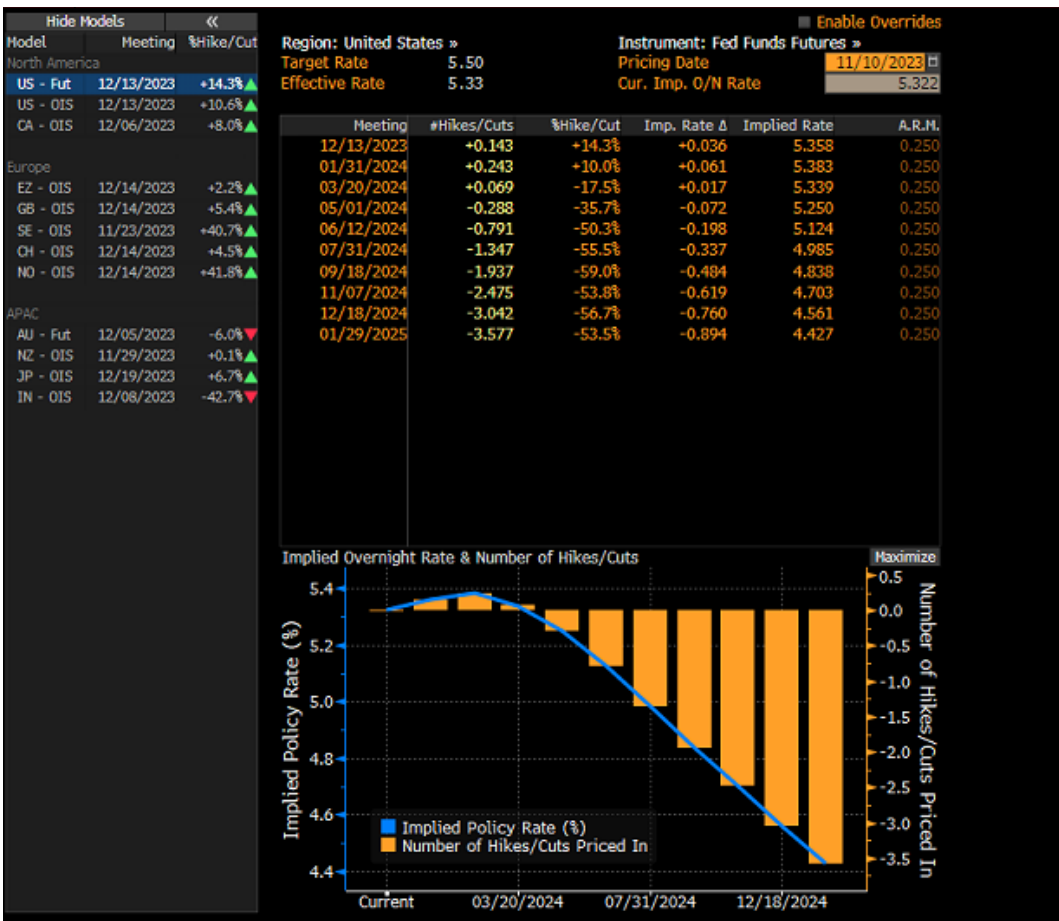 Hide Models «
Model Meeting %Hike/Cut
North America
US - Fut 12/13/2023 +14.3%
US - OIS 12/13/2023 +10.6%
CA - OIS 12/06/2023 +8.0%
Europe
EZ - OIS 12/14/2023 +2.2%
GB - OIS 12/14/2023 +5.4%
SE - OIS 11/23/2023 +40.7%
CH - OIS 12/14/2023 +4.5%
NO - OIS 12/14/2023 +41.8%
APAC
AU - Fut 12/05/2023 -6.0%
NZ - OIS 11/29/2023 +0.1%
JP - OIS 12/19/2023 +6.7%
IN - OIS 12/08/2023 -42.7%
Enable Overrides
Region: United States » Instrument: Fed Funds Futures »
Target Rate 5.50 Pricing Date 11/10/2023
Effective Rate 5.33 Cur. Imp. O/N Rate 5.322
Meeting #Hikes/Cuts %Hike/Cut Imp. Rate Δ Implied Rate A.R.M.
12/13/2023 +0.143 +14.3% +0.036 5.358 0.250
01/31/2024 +0.243 +10.0% +0.061 5.383 0.250
03/20/2024 +0.069 -17.5% +0.017 5.339 0.250
05/01/2024 -0.288 -35.7% -0.072 5.250 0.250
06/12/2024 -0.791 -50.3% -0.198 5.124 0.250
07/31/2024 -1.347 -55.5% -0.337 4.985 0.250
09/18/2024 -1.937 -59.0% -0.484 4.838 0.250
11/07/2024 -2.475 -53.8% -0.619 4.703 0.250
12/18/2024 -3.042 -56.7% -0.760 4.561 0.250
01/29/2025 -3.577 -53.5% -0.894 4.427 0.250
Implied Overnight Rate & Number of Hikes/Cuts Maximize
Implied Policy Rate (%)
5.4
5.2
5.0
4.8
4.6
4.4
Implied Policy Rate (%)
Number of Hikes/Cuts Priced In
0.5
0.0
-0.5
-1.0
-1.5
-2.0
-2.5
-3.0
-3.5
Number of Hikes/Cuts Priced In
Current 03/20/2024 07/31/2024 12/18/2024